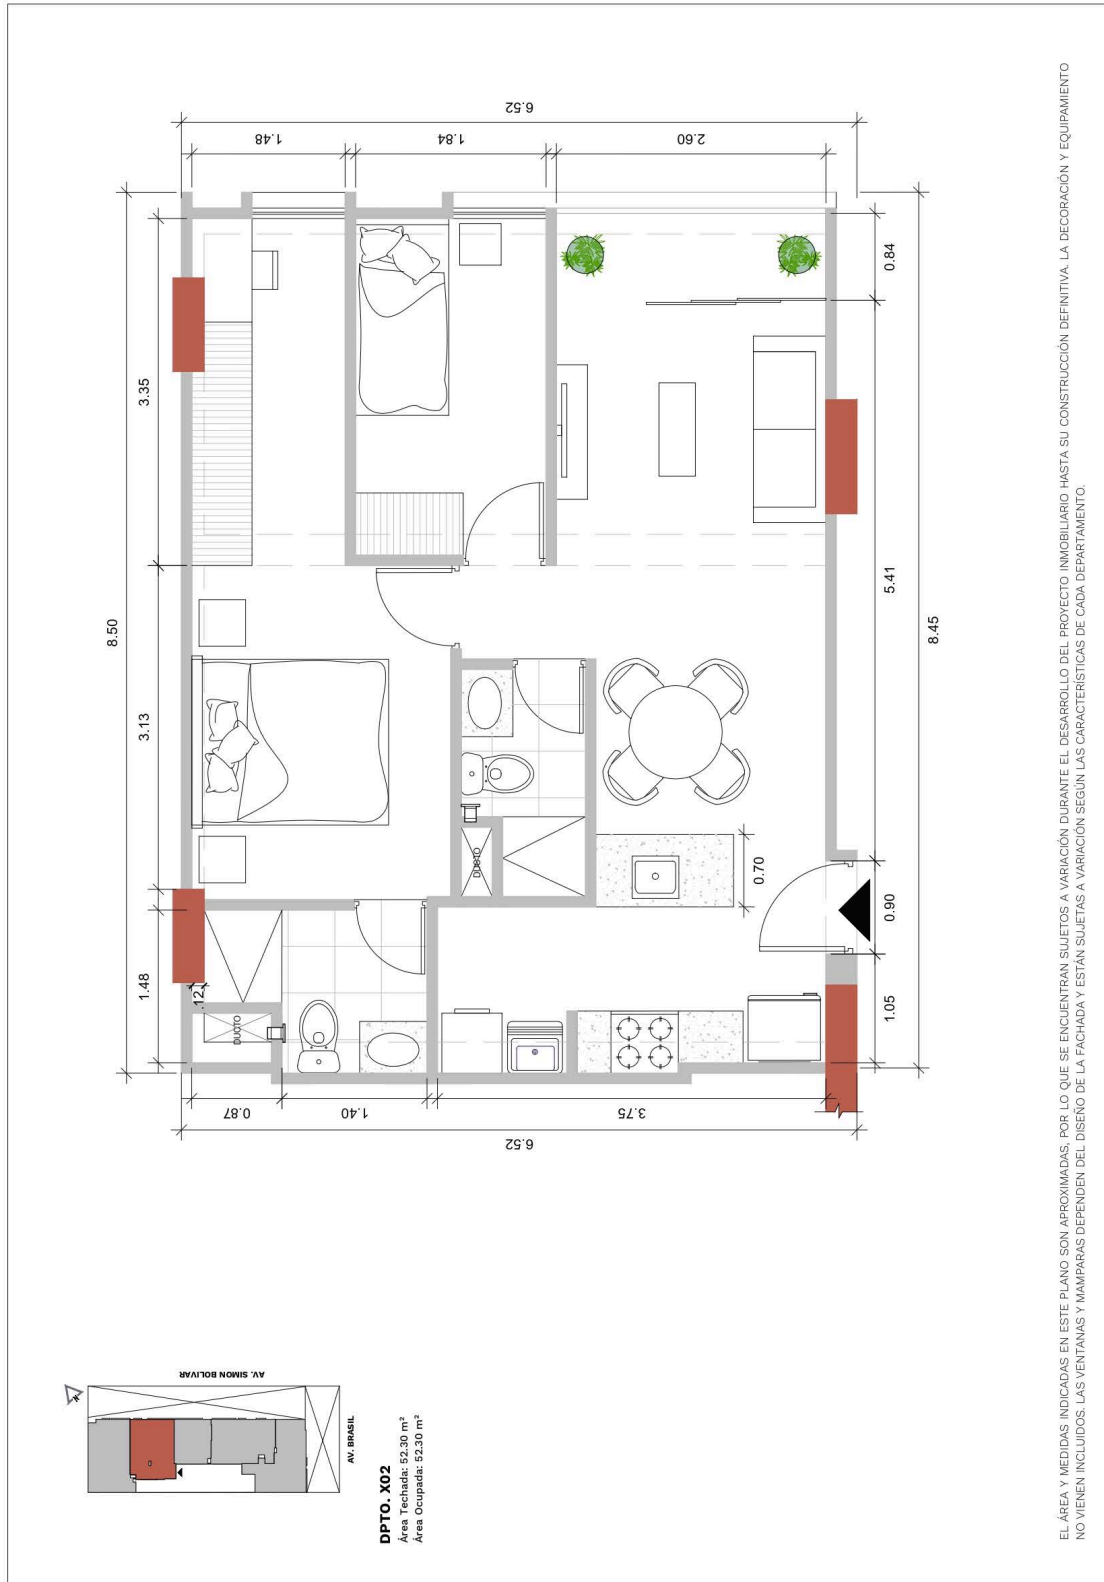 6.52
1.48
1.84
2.60
8.50
3.35
3.13
1.48
0.84
5.41
0.90
1.05
8.45
0.70
.12
DUCTO
DUCTO
0.87
1.40
3.75
6.52
N
AV. SIMON BOLIVAR
AV. BRASIL
DPTO. X02
Área Techada: 52.30 m²
Área Ocupada: 52.30 m²
EL ÁREA Y MEDIDAS INDICADAS EN ESTE PLANO SON APROXIMADAS, POR LO QUE SE ENCUENTRAN SUJETOS A VARIACIÓN DURANTE EL DESARROLLO DEL PROYECTO INMOBILIARIO HASTA SU CONSTRUCCIÓN DEFINITIVA. LA DECORACIÓN Y EQUIPAMIENTO
NO VIENEN INCLUIDOS. LAS VENTANAS Y MAMPARAS DEPENDEN DEL DISEÑO DE LA FACHADA Y ESTÁN SUJETAS A VARIACIÓN SEGÚN LAS CARACTERÍSTICAS DE CADA DEPARTAMENTO.